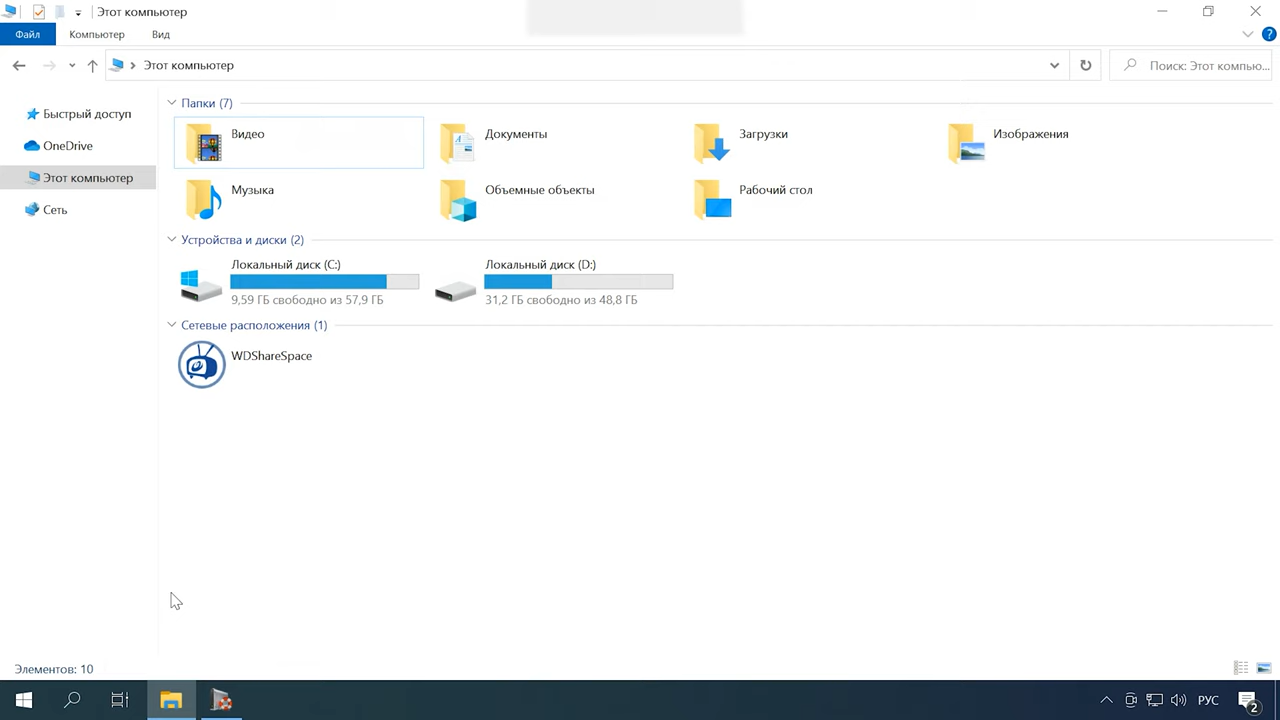 Этот компьютер
Файл
Компьютер
Вид
Этот компьютер
Поиск: Этот компью...
Быстрый доступ
OneDrive
Этот компьютер
Сеть
Папки (7)
Видео
Документы
Загрузки
Изображения
Музыка
Объемные объекты
Рабочий стол
Устройства и диски (2)
Локальный диск (C:)
9,59 ГБ свободно из 57,9 ГБ
Локальный диск (D:)
31,2 ГБ свободно из 48,8 ГБ
Сетевые расположения (1)
WDShareSpace
Элементов: 10
РУС
2